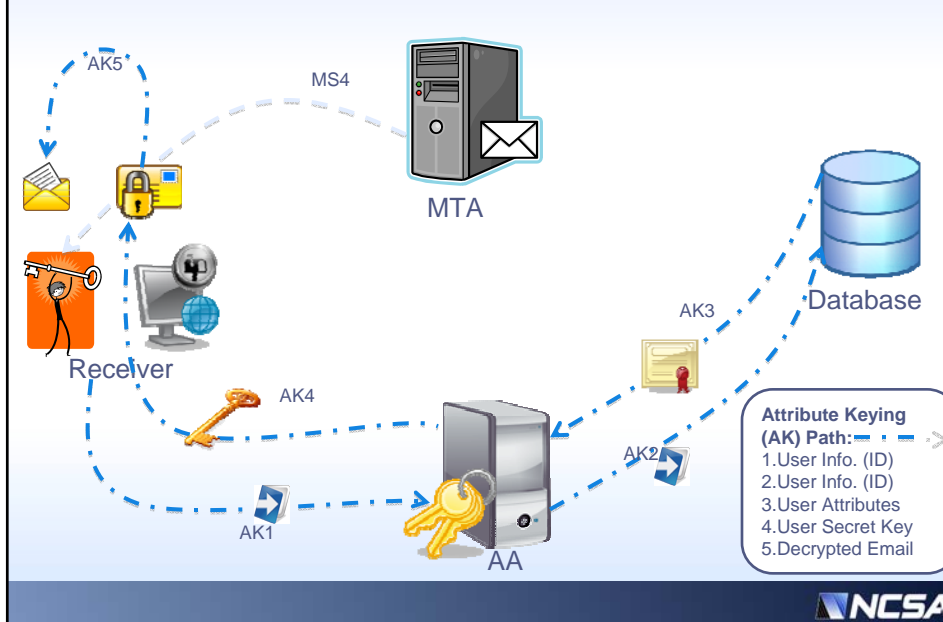 AK5
MS4
MTA
Database
AK3
Receiver
AK4
AK2
AK1
AA
Attribute Keying
(AK) Path:
1.User Info. (ID)
2.User Info. (ID)
3.User Attributes
4.User Secret Key
5.Decrypted Email
NCSA